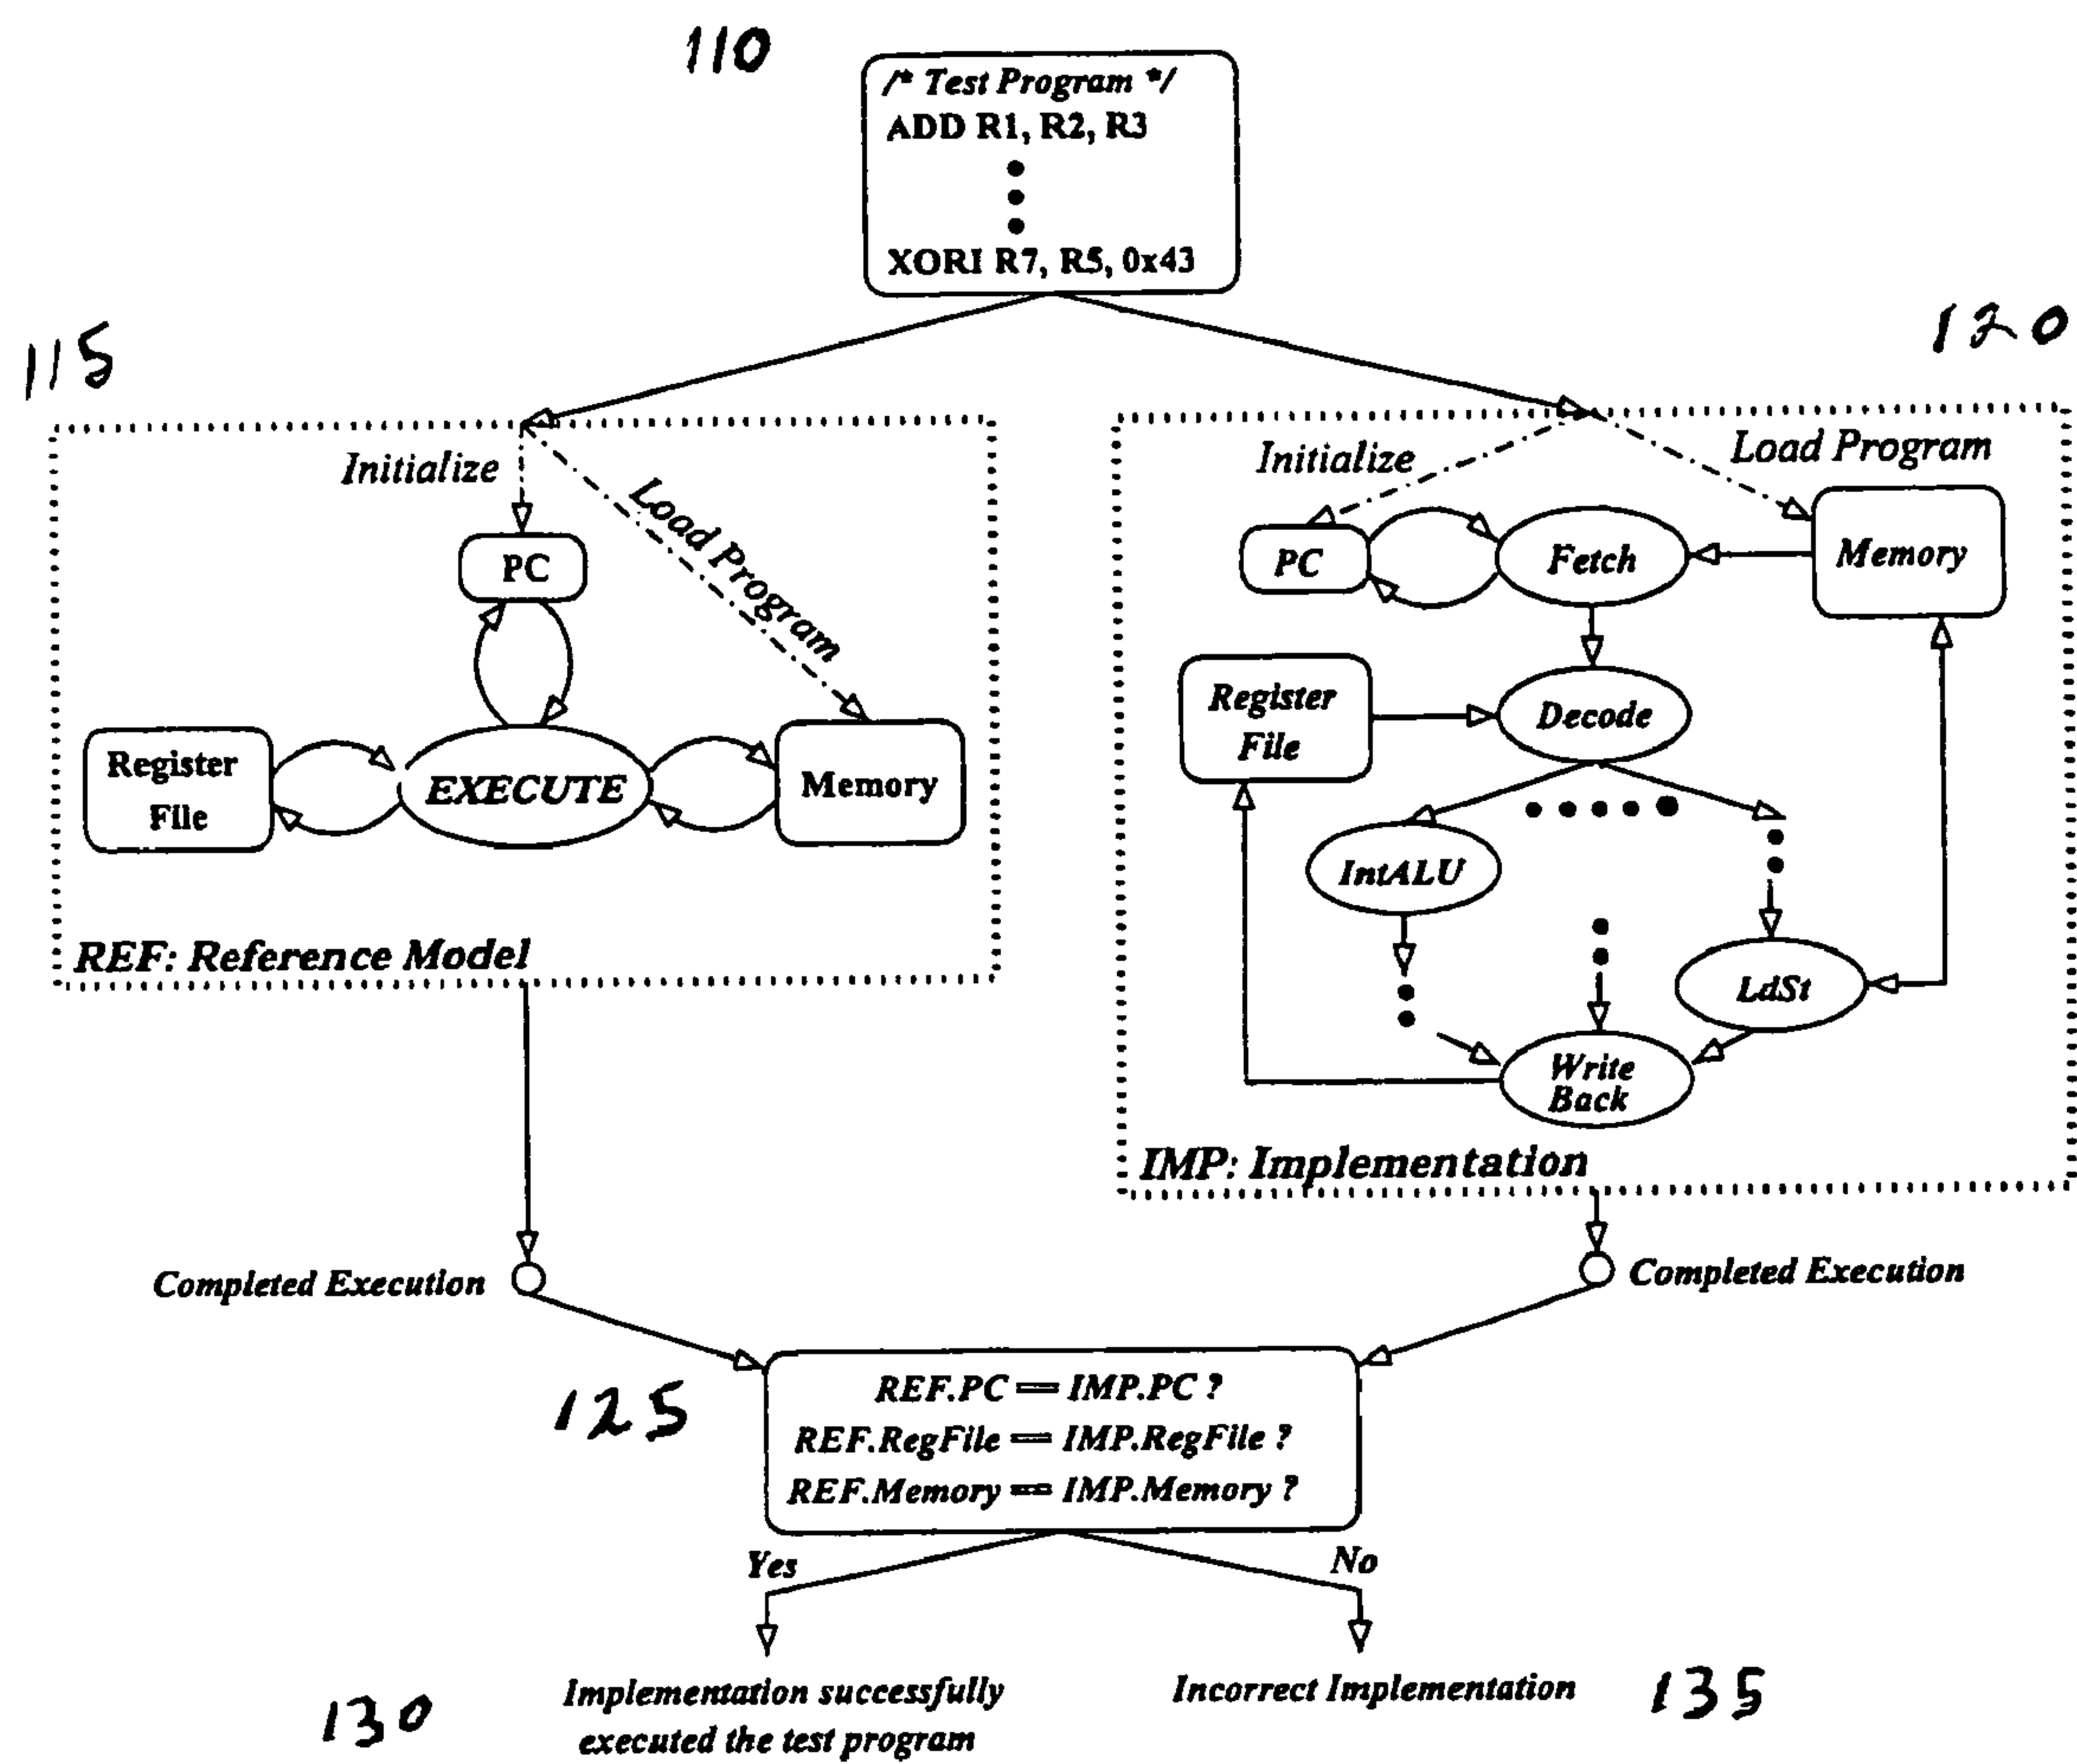 110
/* Test Program */
ADD R1, R2, R3
XORI R7, R5, 0x43
115
120
Initialize
Load Program
PC
Register
File
EXECUTE
Memory
REF: Reference Model
Initialize
Load Program
PC
Fetch
Memory
Register
File
Decode
IntALU
LdSt
Write
Back
IMP: Implementation
Completed Execution
Completed Execution
125
REF.PC == IMP.PC ?
REF.RegFile == IMP.RegFile ?
REF.Memory == IMP.Memory ?
Yes
No
130
Implementation successfully
executed the test program
Incorrect Implementation
135